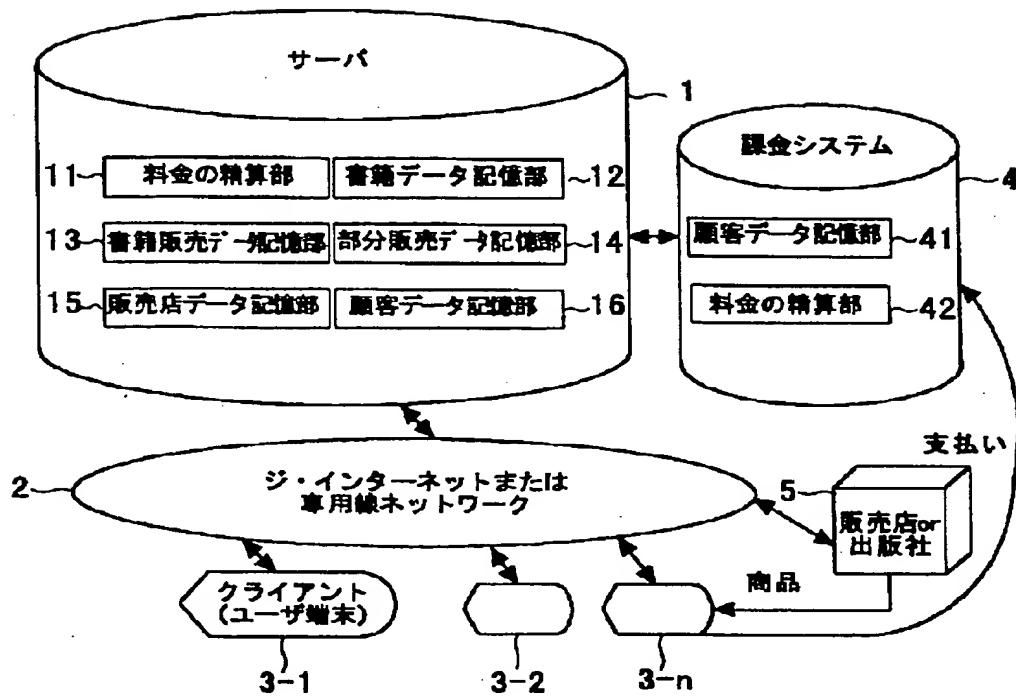 サーバ
1
課金システム
4
11
料金の精算部
書籍データ記憶部
12
13
書籍販売データ記憶部
部分販売データ記憶部
14
顧客データ記憶部
41
15
販売店データ記憶部
顧客データ記憶部
16
料金の精算部
42
支払い
2
ジ・インターネットまたは
専用線ネットワーク
5
販売店or
出版社
クライアント
(ユーザ端末)
商品
3-1
3-2
3-n